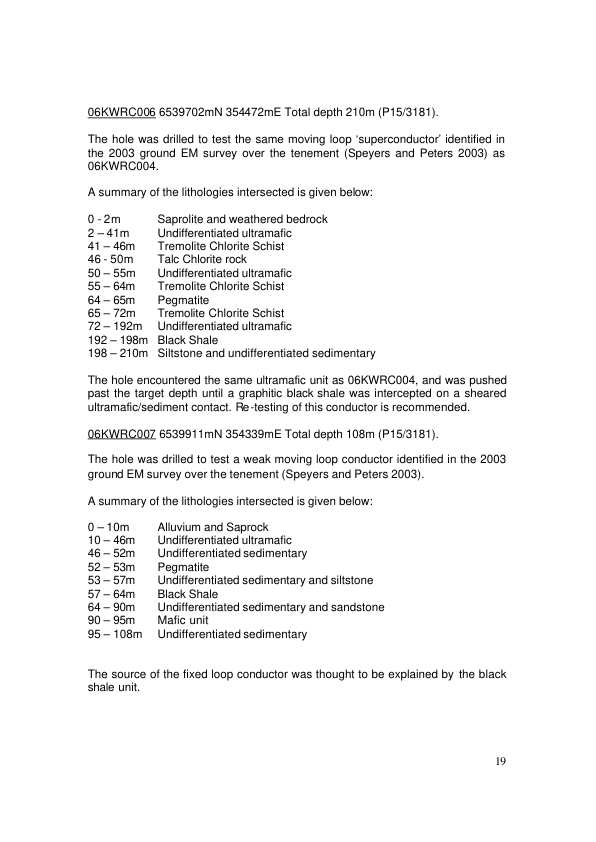 06KWRC006 6539702mN 354472mE Total depth 210m (P15/3181).
The hole was drilled to test the same moving loop ‘superconductor’ identified in
the 2003 ground EM survey over the tenement (Speyers and Peters 2003) as
06KWRC004.
A summary of the lithologies intersected is given below:
0 - 2m Saprolite and weathered bedrock
2 – 41m Undifferentiated ultramafic
41 – 46m Tremolite Chlorite Schist
46 - 50m Talc Chlorite rock
50 – 55m Undifferentiated ultramafic
55 – 64m Tremolite Chlorite Schist
64 – 65m Pegmatite
65 – 72m Tremolite Chlorite Schist
72 – 192m Undifferentiated ultramafic
192 – 198m Black Shale
198 – 210m Siltstone and undifferentiated sedimentary
The hole encountered the same ultramafic unit as 06KWRC004, and was pushed
past the target depth until a graphitic black shale was intercepted on a sheared
ultramafic/sediment contact. Re-testing of this conductor is recommended.
06KWRC007 6539911mN 354339mE Total depth 108m (P15/3181).
The hole was drilled to test a weak moving loop conductor identified in the 2003
ground EM survey over the tenement (Speyers and Peters 2003).
A summary of the lithologies intersected is given below:
0 – 10m Alluvium and Saprock
10 – 46m Undifferentiated ultramafic
46 – 52m Undifferentiated sedimentary
52 – 53m Pegmatite
53 – 57m Undifferentiated sedimentary and siltstone
57 – 64m Black Shale
64 – 90m Undifferentiated sedimentary and sandstone
90 – 95m Mafic unit
95 – 108m Undifferentiated sedimentary
The source of the fixed loop conductor was thought to be explained by the black
shale unit.
19